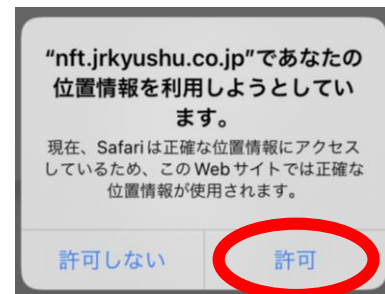 “nft.jrkyushu.co.jp”であなたの
位置情報を利用しようとしてい
ます。
現在、Safariは正確な位置情報にアクセス
しているため、このWebサイトでは正確な
位置情報が使用されます。
許可しない
許可